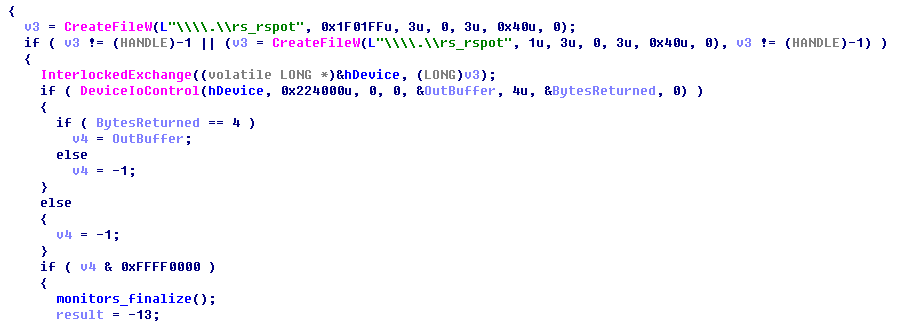 {
v3 = CreateFileW(L"\\\\.\\rs_rspot", 0x1F01FFu, 3u, 0, 3u, 0x40u, 0);
if ( v3 != (HANDLE)-1 || (v3 = CreateFileW(L"\\\\.\\rs_rspot", 1u, 3u, 0, 3u, 0x40u, 0), v3 != (HANDLE)-1) )
{
InterlockedExchange((volatile LONG *)&hDevice, (LONG)v3);
if ( DeviceIoControl(hDevice, 0x224000u, 0, 0, &OutBuffer, 4u, &BytesReturned, 0) )
{
if ( BytesReturned == 4 )
v4 = OutBuffer;
else
v4 = -1;
}
else
{
v4 = -1;
}
if ( v4 & 0xFFFF0000 )
{
monitors_finalize();
result = -13;